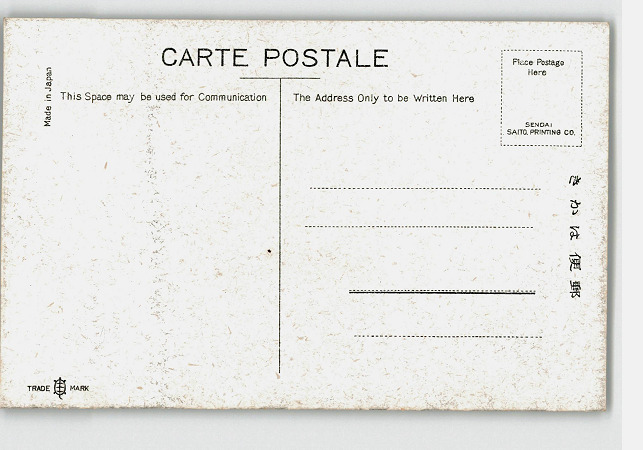 CARTE POSTALE
Made in Japan
This Space may be used for Communication
The Address Only to be Written Here
Place Postage
Here
SENDAI
SAITO. PRINTING CO.
きかは便郵
TRADE MARK